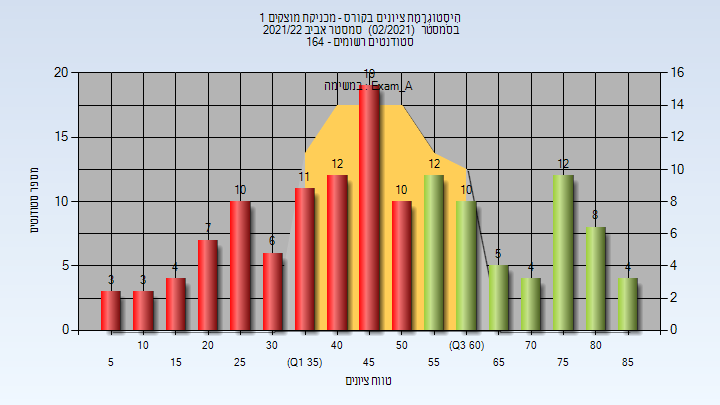 הִיסְטוֹגְרָמַת ציונים בקורס - מכניקת מוצקים 1
בסמסטר (02/2021) סמסטר אביב 2021/22
סטודנטים רשומים - 164
במשימה : Exam_A
20 16
15 14
10 12
5 10
0 8
6
4
2
0
3 3 4 7 10 6 11 12 19 10 12 10 5 4 12 8 4
מספר סטודנטים
10 20 30 40 50 (Q3 60) 70 80
5 15 25 (Q1 35) 45 55 65 75 85
טווח ציונים